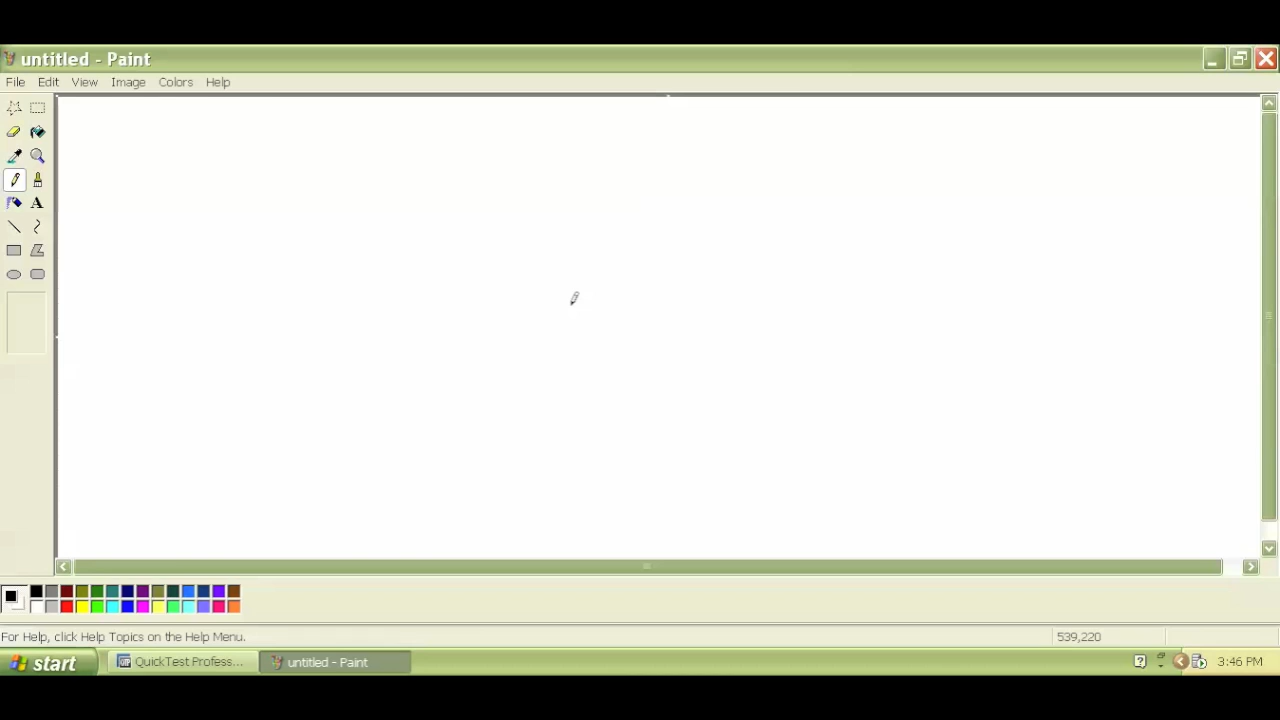 untitled - Paint
File Edit View Image Colors Help
A
For Help, click Help Topics on the Help Menu.
539,220
start
QuickTest Profess...
untitled - Paint
3:46 PM